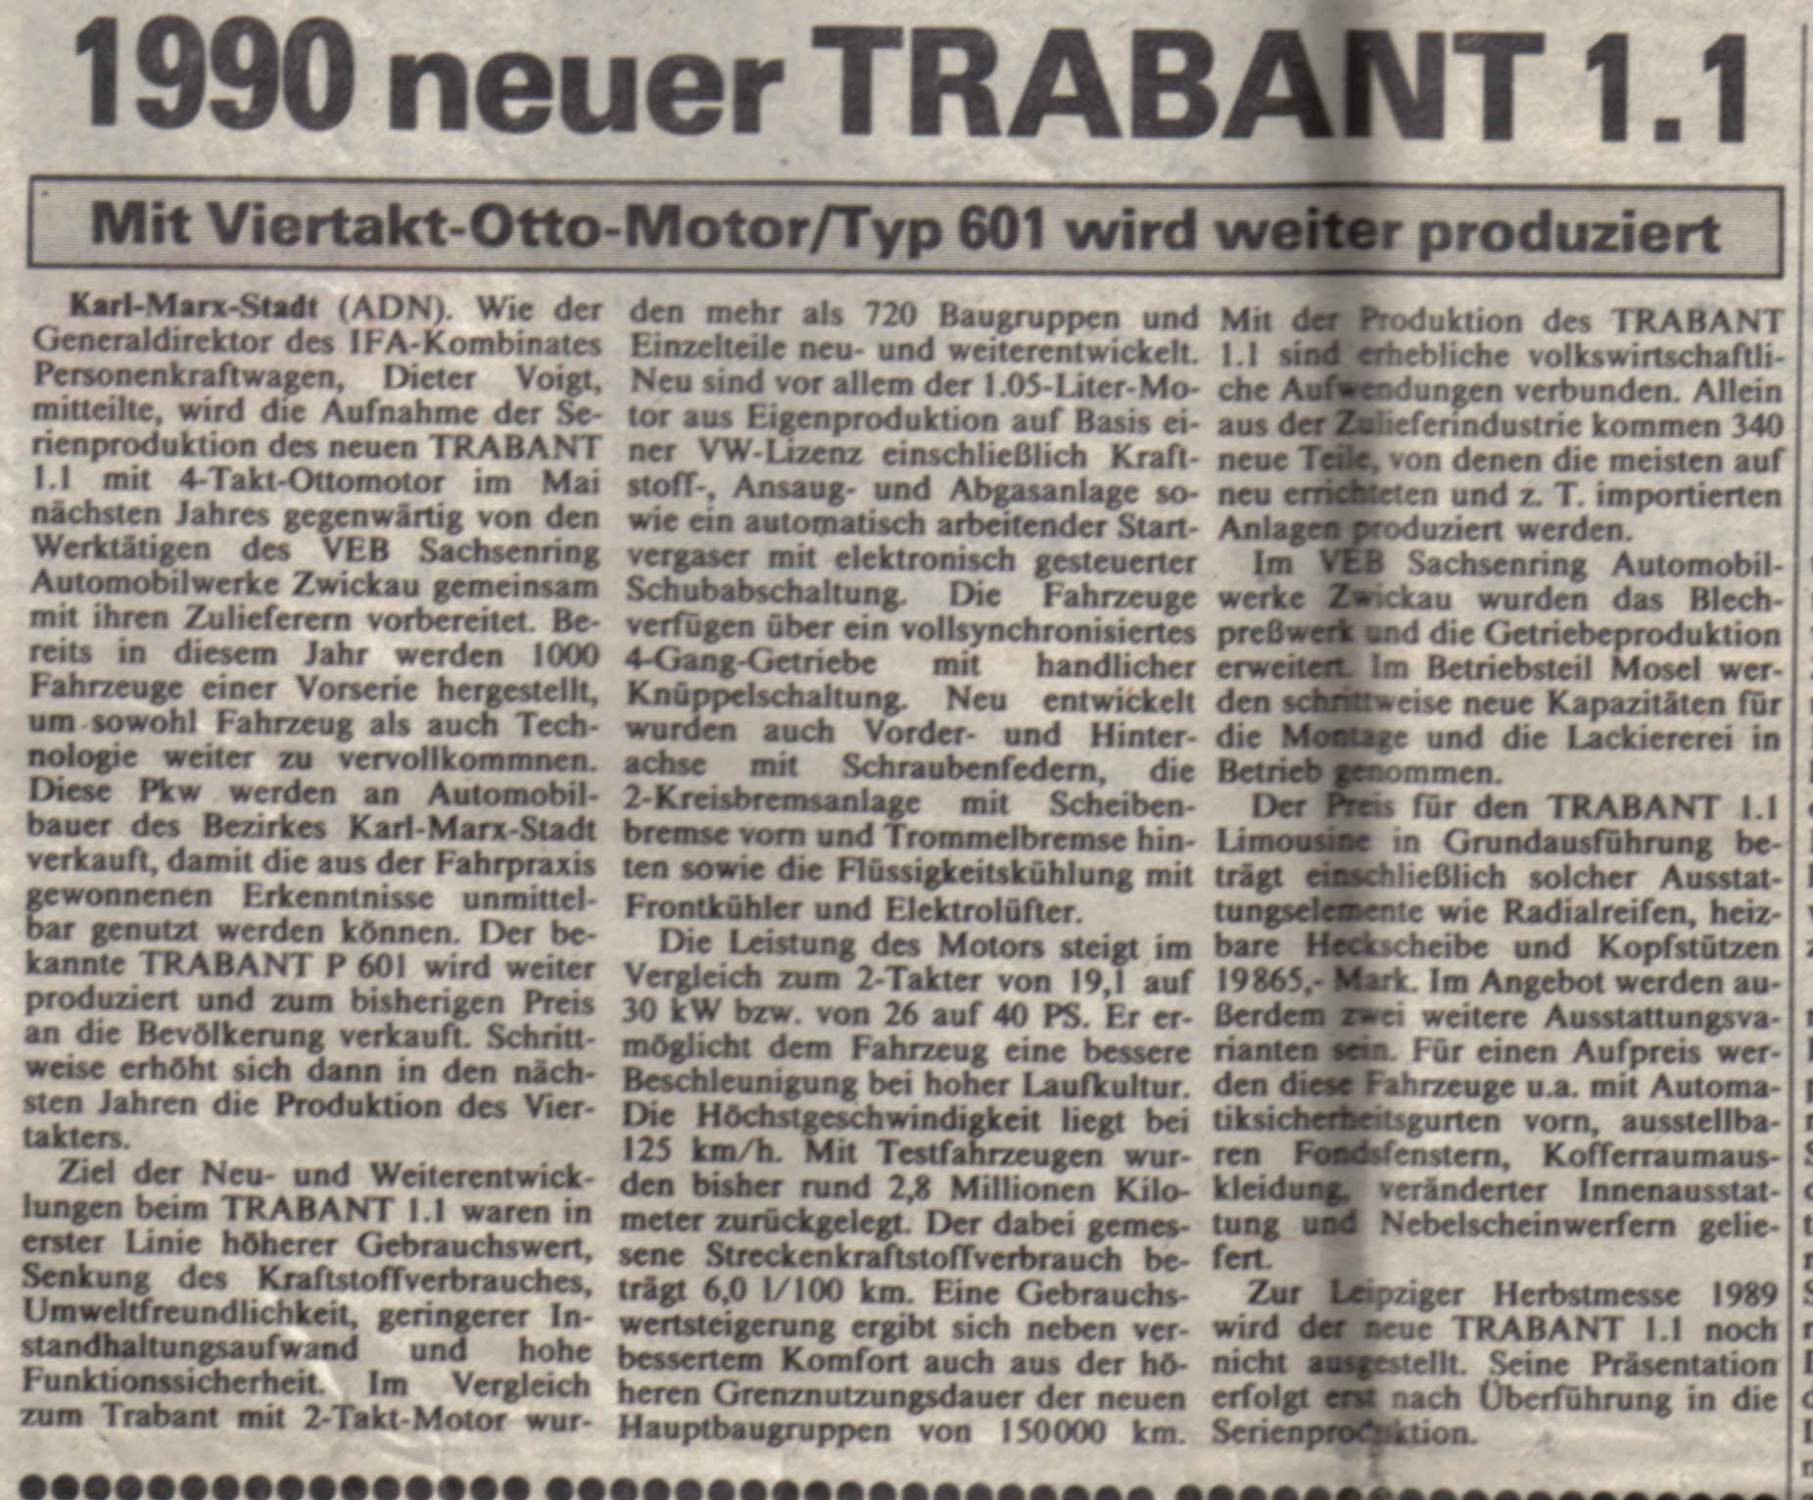 1990 neuer TRABANT 1.1
Mit Viertakt-Otto-Motor/Typ 601 wird weiter produziert
Karl-Marx-Stadt (ADN). Wie der
Generaldirektor des IFA-Kombinates
Personenkraftwagen, Dieter Voigt,
mitteilte, wird die Aufnahme der Se-
rienproduktion des neuen TRABANT
1.1 mit 4-Takt-Ottomotor im Mai
nächsten Jahres gegenwärtig von den
Werktätigen des VEB Sachsenring
Automobilwerke Zwickau gemeinsam
mit ihren Zulieferern vorbereitet. Be-
reits in diesem Jahr werden 1000
Fahrzeuge einer Vorserie hergestellt,
um sowohl Fahrzeug als auch Tech-
nologie weiter zu vervollkommnen.
Diese Pkw werden an Automobil-
bauer des Bezirkes Karl-Marx-Stadt
verkauft, damit die aus der Fahrpraxis
gewonnenen Erkenntnisse unmittel-
bar genutzt werden können. Der be-
kannte TRABANT P 601 wird weiter
produziert und zum bisherigen Preis
an die Bevölkerung verkauft. Schritt-
weise erhöht sich dann in den näch-
sten Jahren die Produktion des Vier-
takters.
Ziel der Neu- und Weiterentwick-
lungen beim TRABANT 1.1 waren in
erster Linie höherer Gebrauchswert,
Senkung des Kraftstoffverbrauches,
Umweltfreundlichkeit, geringerer In-
standhaltungsaufwand und hohe
Funktionssicherheit. Im Vergleich
zum Trabant mit 2-Takt-Motor wur-
den mehr als 720 Baugruppen und
Einzelteile neu- und weiterentwickelt.
Neu sind vor allem der 1.05-Liter-Mo-
tor aus Eigenproduktion auf Basis ei-
ner VW-Lizenz einschließlich Kraft-
stoff-, Ansaug- und Abgasanlage so-
wie ein automatisch arbeitender Start-
vergaser mit elektronisch gesteuerter
Schubabschaltung. Die Fahrzeuge
verfügen über ein vollsynchronisiertes
4-Gang-Getriebe mit handlicher
Knüppelschaltung. Neu entwickelt
wurden auch Vorder- und Hinter-
achse mit Schraubenfedern, die
2-Kreisbremsanlage mit Scheiben-
bremse vorn und Trommelbremse hin-
ten sowie die Flüssigkeitskühlung mit
Frontkühler und Elektrolüfter.
Die Leistung des Motors steigt im
Vergleich zum 2-Takter von 19,1 auf
30 kW bzw. von 26 auf 40 PS. Er er-
möglicht dem Fahrzeug eine bessere
Beschleunigung bei hoher Laufkultur.
Die Höchstgeschwindigkeit liegt bei
125 km/h. Mit Testfahrzeugen wur-
den bisher rund 2,8 Millionen Kilo-
meter zurückgelegt. Der dabei gemes-
sene Streckenkraftstoffverbrauch be-
trägt 6,0 l/100 km. Eine Gebrauchs-
wertsteigerung ergibt sich neben ver-
bessertem Komfort auch aus der hö-
heren Grenznutzungsdauer der neuen
Hauptbaugruppen von 150000 km.
Mit der Produktion des TRABANT
1.1 sind erhebliche volkswirtschaftli-
che Aufwendungen verbunden. Allein
aus der Zulieferindustrie kommen 340
neue Teile, von denen die meisten auf
neu errichteten und z. T. importierten
Anlagen produziert werden.
Im VEB Sachsenring Automobil-
werke Zwickau wurden das Blech-
preßwerk und die Getriebeproduktion
erweitert. Im Betriebsteil Mosel wer-
den schrittweise neue Kapazitäten für
die Montage und die Lackiererei in
Betrieb genommen.
Der Preis für den TRABANT 1.1
Limousine in Grundausführung be-
trägt einschließlich solcher Ausstat-
tungselemente wie Radialreifen, heiz-
bare Heckscheibe und Kopfstützen
19865,- Mark. Im Angebot werden au-
ßerdem zwei weitere Ausstattungsva-
rianten sein. Für einen Aufpreis wer-
den diese Fahrzeuge u.a. mit Automa-
tiksicherheitsgurten vorn, ausstellba-
ren Fondsfenstern, Kofferraumaus-
kleidung, veränderter Innenausstat-
tung und Nebelscheinwerfern gelie-
fert.
Zur Leipziger Herbstmesse 1989
wird der neue TRABANT 1.1 noch
nicht ausgestellt. Seine Präsentation
erfolgt erst nach Überführung in die
Serienproduktion.